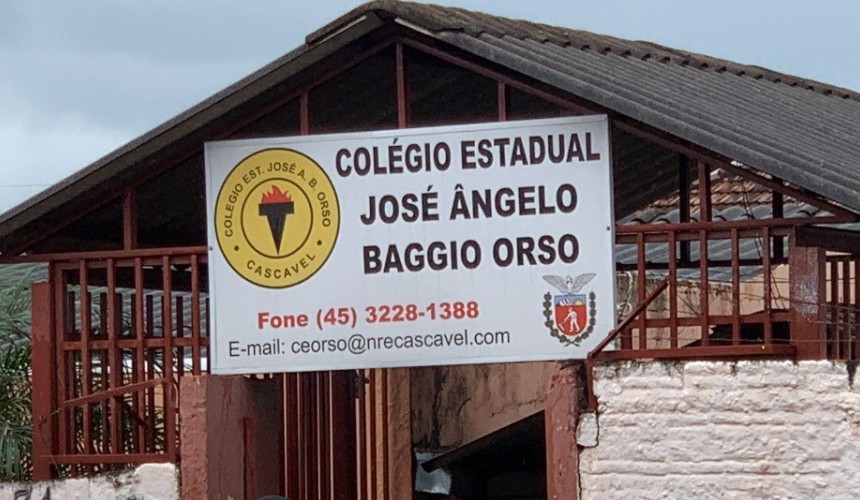 COLÉGIO EST. JOSÉ A. B. ORSO
• CASCAVEL •
COLÉGIO ESTADUAL
JOSÉ ÂNGELO
BAGGIO ORSO
Fone (45) 3228-1388
E-mail: ceorso@nrecascavel.com